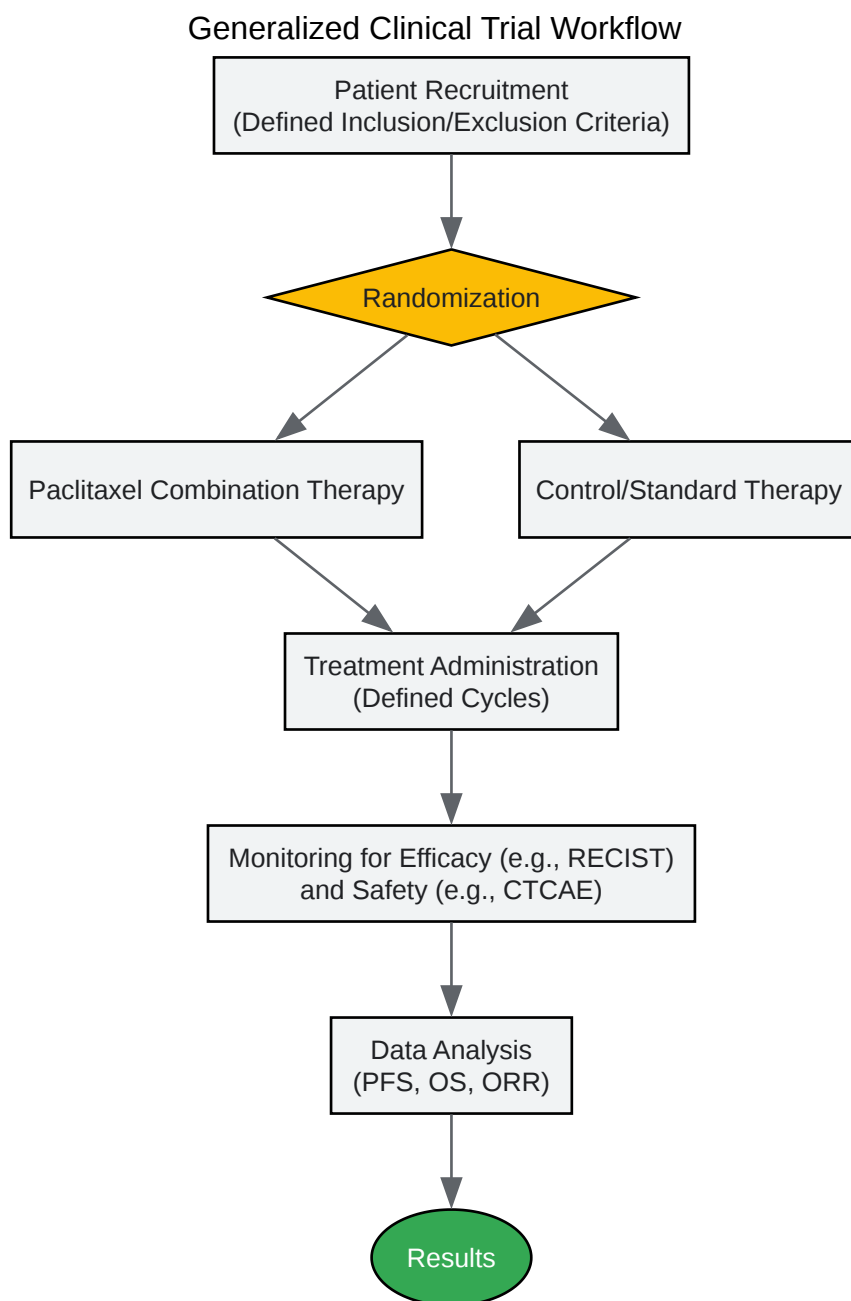 Generalized Clinical Trial Workflow
Patient Recruitment
(Defined Inclusion/Exclusion Criteria)
Randomization
Paclitaxel Combination Therapy
Control/Standard Therapy
Treatment Administration
(Defined Cycles)
Monitoring for Efficacy (e.g., RECIST)
and Safety (e.g., CTCAE)
Data Analysis
(PFS, OS, ORR)
Results